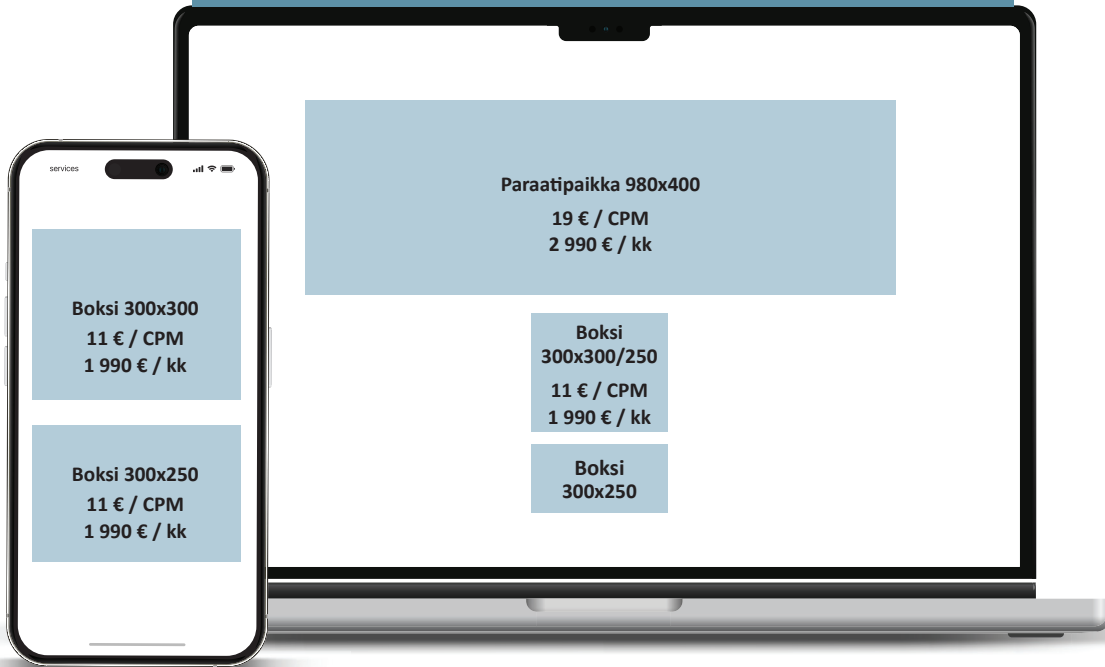 services
Boksi 300x300
11 € / CPM
1 990 € / kk
Boksi 300x250
11 € / CPM
1 990 € / kk
Paraatipaikka 980x400
19 € / CPM
2 990 € / kk
Boksi
300x300/250
11 € / CPM
1 990 € / kk
Boksi
300x250